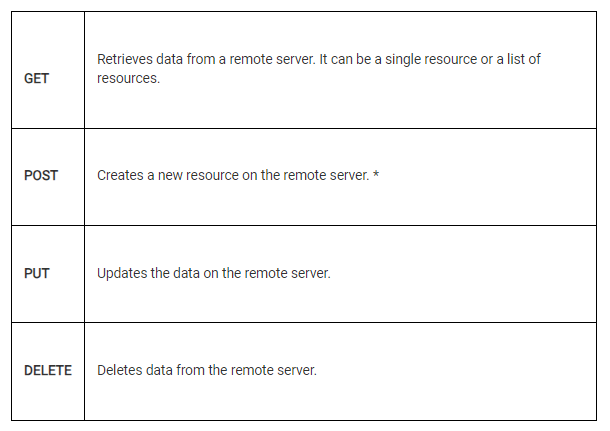 GET
Retrieves data from a remote server. It can be a single resource or a list of
resources.
POST
Creates a new resource on the remote server. *
PUT
Updates the data on the remote server.
DELETE
Deletes data from the remote server.